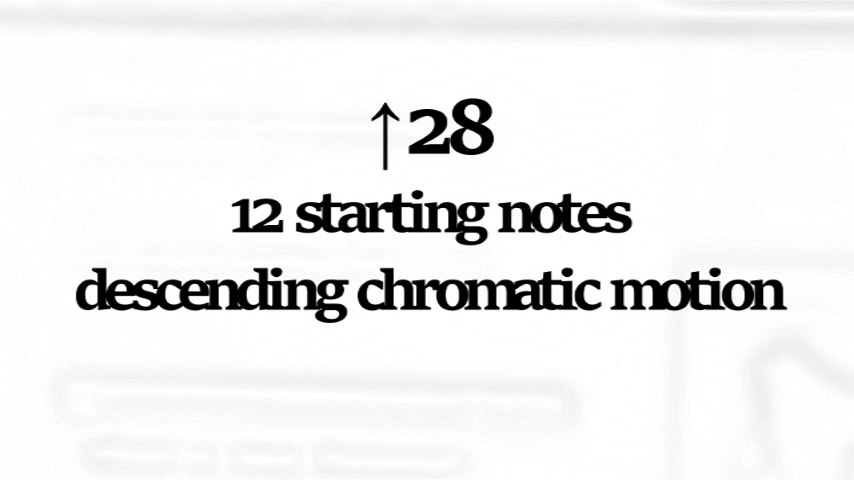 ↑28
12 starting notes
descending chromatic motion